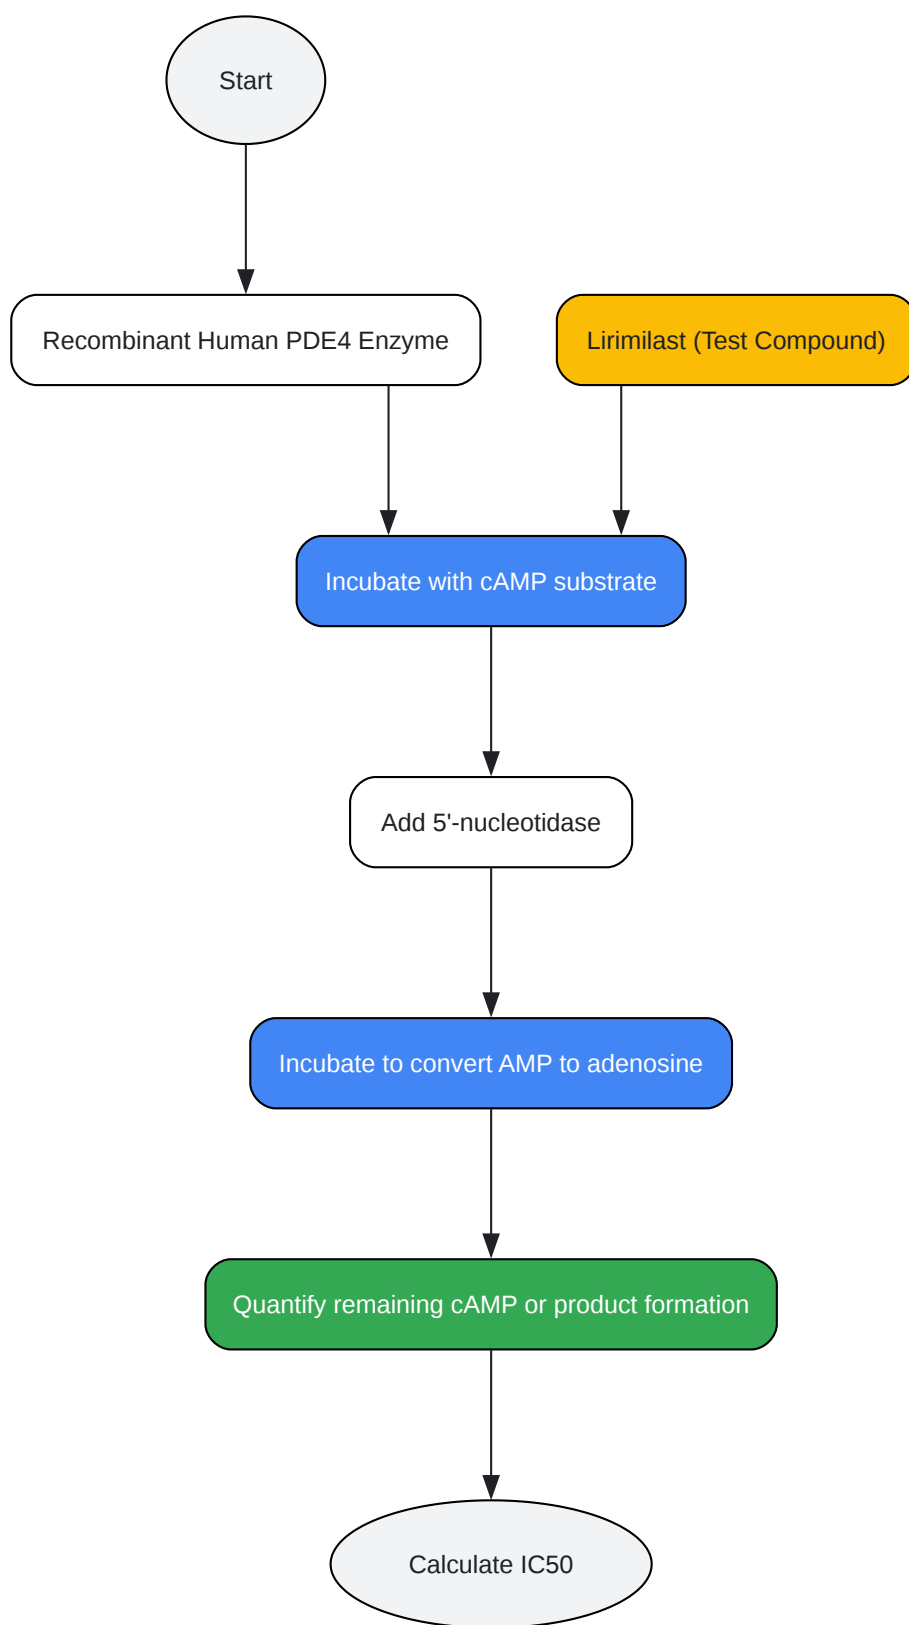 Start
Recombinant Human PDE4 Enzyme
Lirimilast (Test Compound)
Incubate with cAMP substrate
Add 5'-nucleotidase
Incubate to convert AMP to adenosine
Quantify remaining cAMP or product formation
Calculate IC50